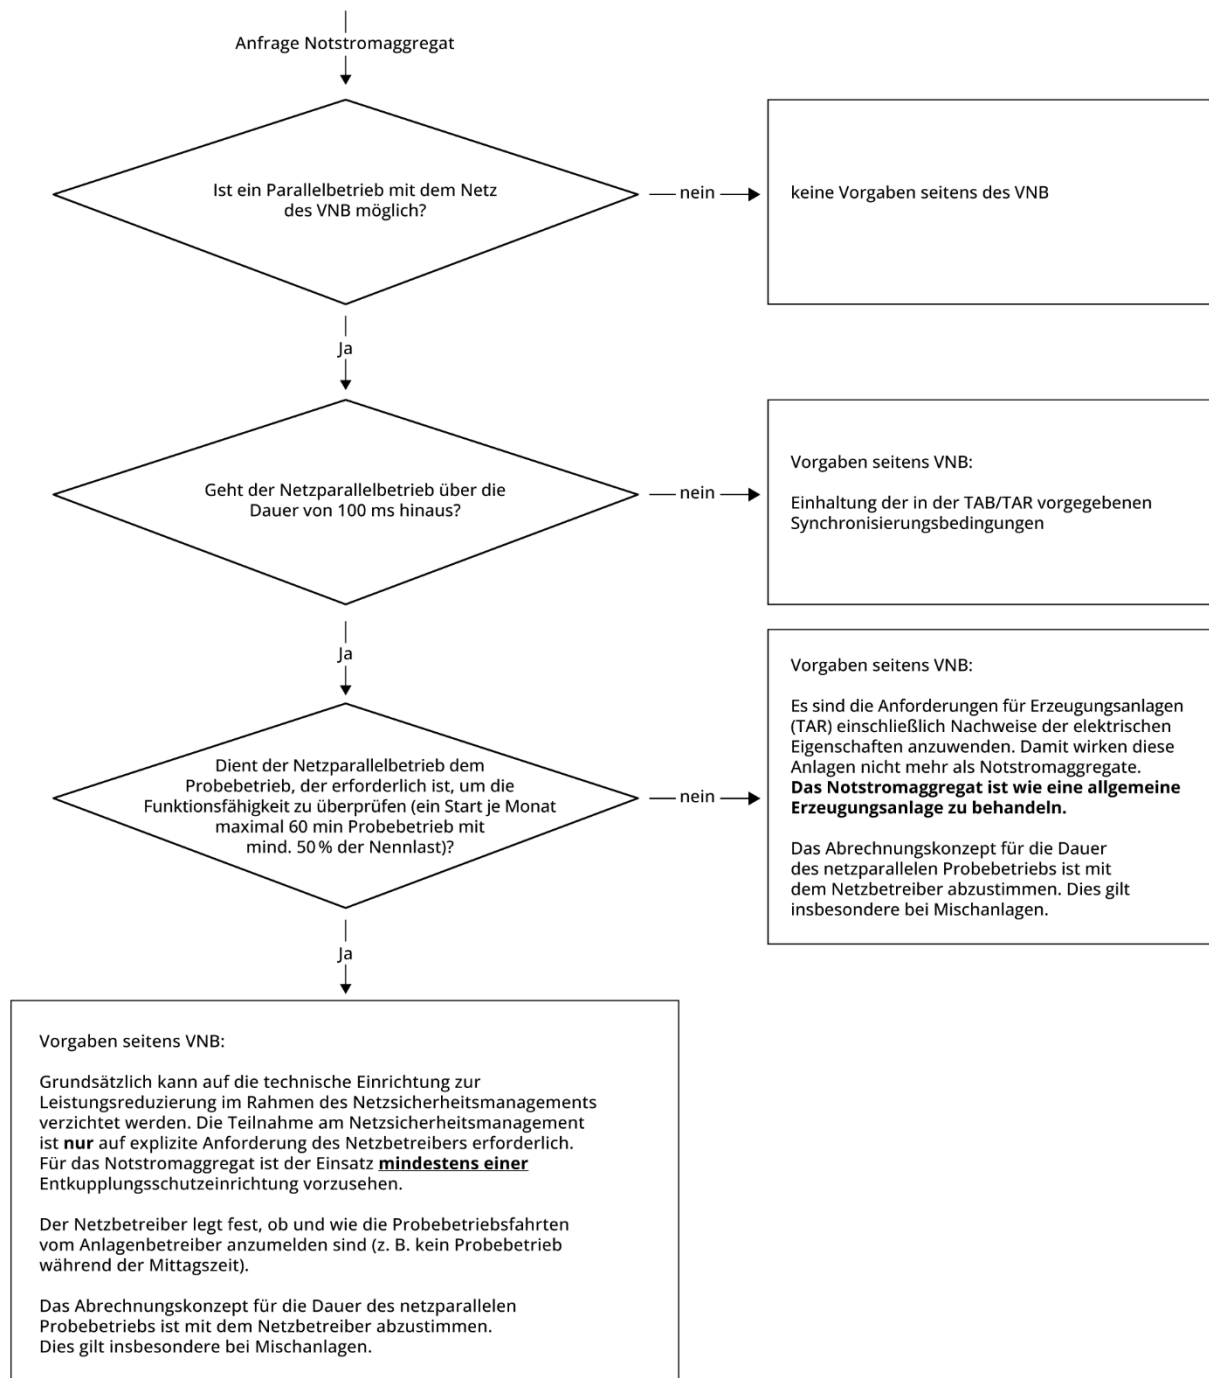 Anfrage Notstromaggregat
Ist ein Parallelbetrieb mit dem Netz
des VNB möglich?
nein
keine Vorgaben seitens des VNB
Ja
Geht der Netzparallelbetrieb über die
Dauer von 100 ms hinaus?
nein
Vorgaben seitens VNB:
Einhaltung der in der TAB/TAR vorgegebenen
Synchronisierungsbedingungen
Ja
Dient der Netzparallelbetrieb dem
Probebetrieb, der erforderlich ist, um die
Funktionsfähigkeit zu überprüfen (ein Start je Monat
maximal 60 min Probebetrieb mit
mind. 50 % der Nennlast)?
nein
Vorgaben seitens VNB:
Es sind die Anforderungen für Erzeugungsanlagen
(TAR) einschließlich Nachweise der elektrischen
Eigenschaften anzuwenden. Damit wirken diese
Anlagen nicht mehr als Notstromaggregate.
Das Notstromaggregat ist wie eine allgemeine
Erzeugungsanlage zu behandeln.
Das Abrechnungskonzept für die Dauer
des netzparallelen Probebetriebs ist mit
dem Netzbetreiber abzustimmen. Dies gilt
insbesondere bei Mischanlagen.
Ja
Vorgaben seitens VNB:
Grundsätzlich kann auf die technische Einrichtung zur
Leistungsreduzierung im Rahmen des Netzsicherheitsmanagements
verzichtet werden. Die Teilnahme am Netzsicherheitsmanagement
ist nur auf explizite Anforderung des Netzbetreibers erforderlich.
Für das Notstromaggregat ist der Einsatz mindestens einer
Entkupplungsschutzeinrichtung vorzusehen.
Der Netzbetreiber legt fest, ob und wie die Probebetriebsfahrten
vom Anlagenbetreiber anzumelden sind (z. B. kein Probebetrieb
während der Mittagszeit).
Das Abrechnungskonzept für die Dauer des netzparallelen
Probebetriebs ist mit dem Netzbetreiber abzustimmen.
Dies gilt insbesondere bei Mischanlagen.